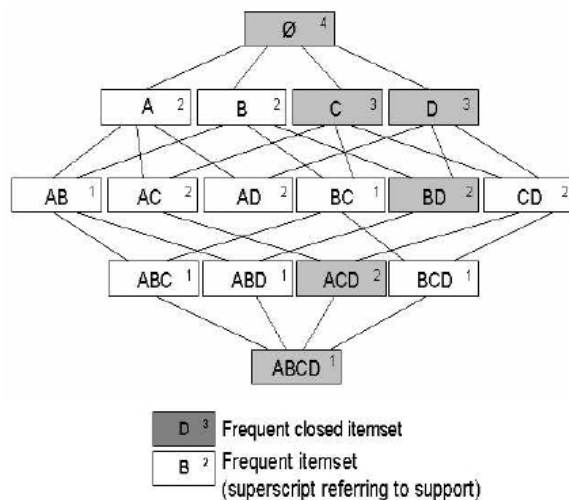 Ø 4
A 2 B 2 C 3 D 3
AB 1 AC 2 AD 2 BC 1 BD 2 CD 2
ABC 1 ABD 1 ACD 2 BCD 1
ABCD 1
D 3 Frequent closed itemset
B 2 Frequent itemset
(superscript referring to support)